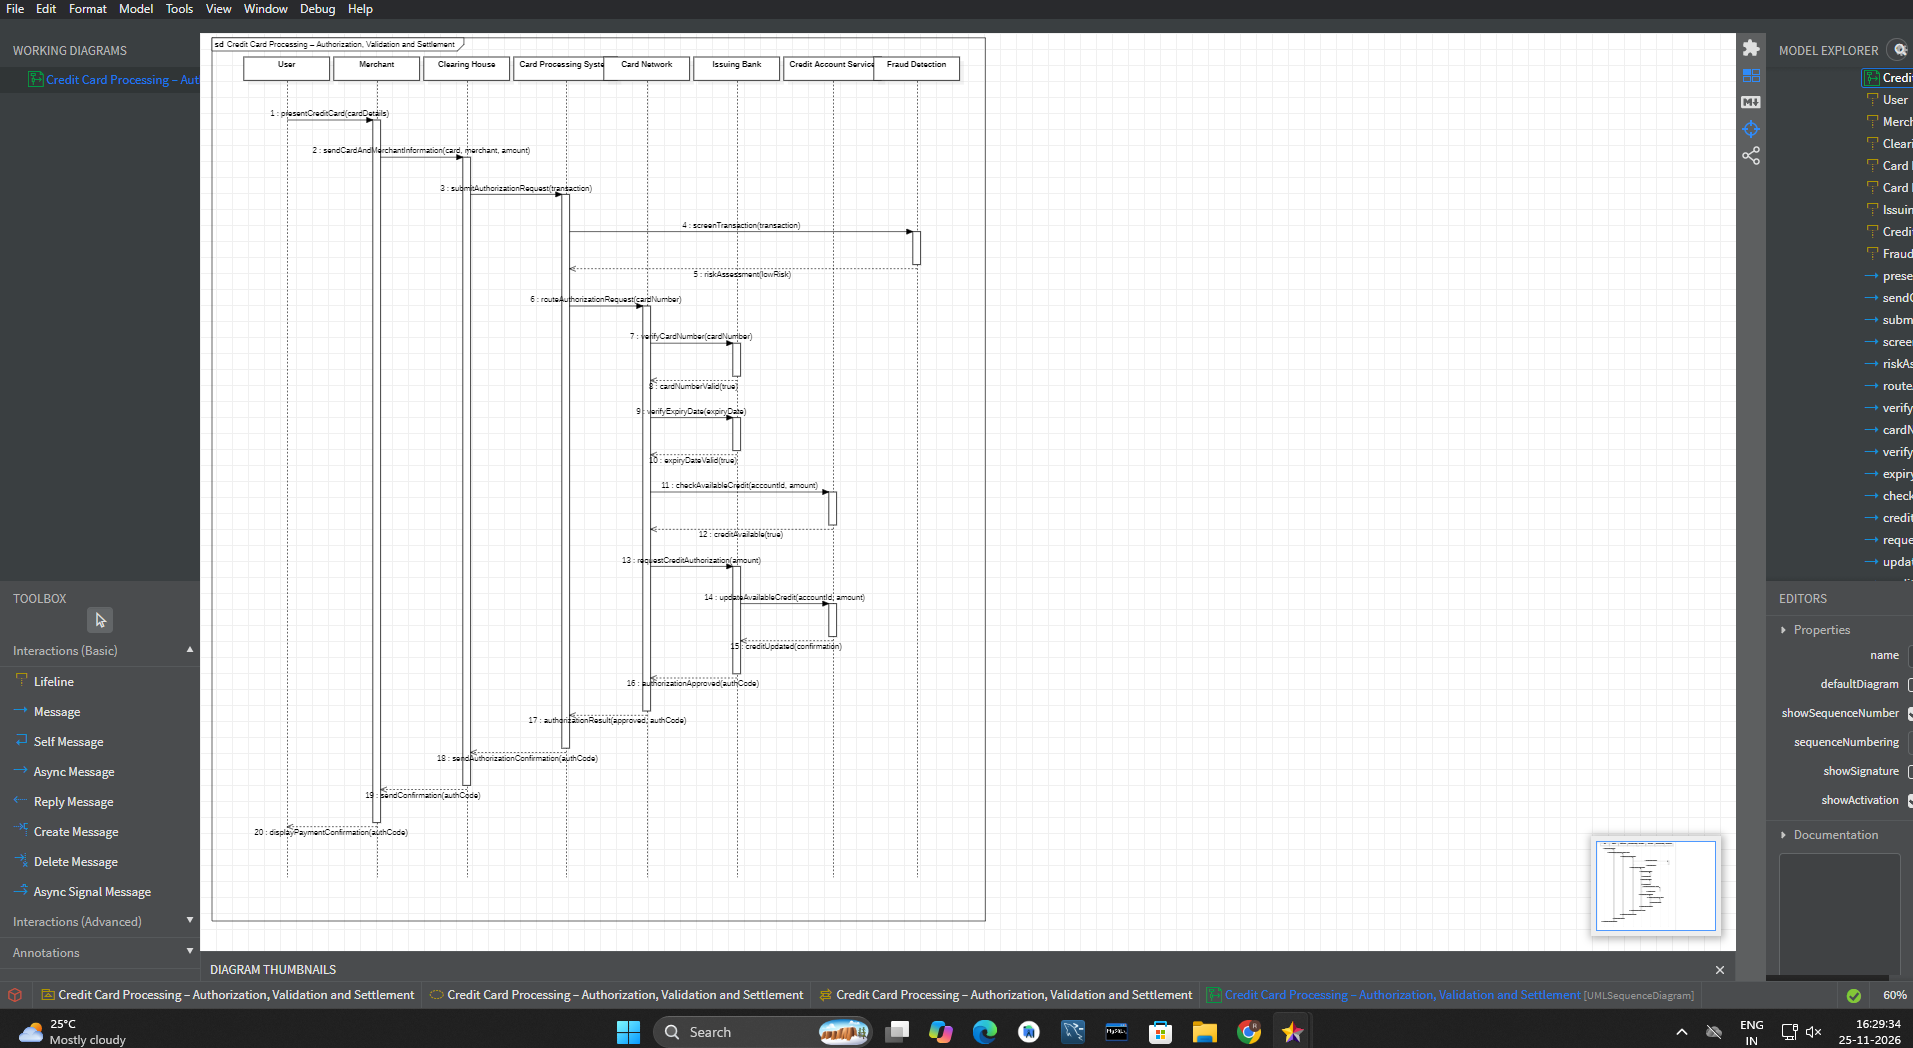 File Edit Format Model Tools View Window Debug Help
WORKING DIAGRAMS
Credit Card Processing – Aut
MODEL EXPLORER
sd Credit Card Processing – Authorization, Validation and Settlement
User
Merchant
Clearing House
Card Processing Syste
Card Network
Issuing Bank
Credit Account Service
Fraud Detection
1 : presentCreditCard(cardDetails)
2 : sendCardAndMerchantInformation(card, merchant, amount)
3 : submitAuthorizationRequest(transaction)
4 : screenTransaction(transaction)
5 : riskAssessment(lowRisk)
6 : routeAuthorizationRequest(cardNumber)
7 : verifyCardNumber(cardNumber)
8 : cardNumberValid(true)
9 : verifyExpiryDate(expiryDate)
10 : expiryDateValid(true)
11 : checkAvailableCredit(accountId, amount)
12 : creditAvailable(true)
13 : requestCreditAuthorization(amount)
14 : updateAvailableCredit(accountId, amount)
15 : creditUpdated(confirmation)
16 : authorizationApproved(authCode)
17 : authorizationResult(approved, authCode)
18 : sendAuthorizationConfirmation(authCode)
19 : sendConfirmation(authCode)
20 : displayPaymentConfirmation(authCode)
M
Credi
User
Merch
Cleari
Card
Card
Issuin
Credi
Fraud
prese
sendC
subm
scree
riskAs
route
verify
cardN
verify
expiry
check
credit
reque
updat
TOOLBOX
Interactions (Basic)
Lifeline
Message
Self Message
Async Message
Reply Message
Create Message
Delete Message
Async Signal Message
Interactions (Advanced)
Annotations
EDITORS
Properties
name
defaultDiagram
showSequenceNumber
sequenceNumbering
showSignature
showActivation
Documentation
DIAGRAM THUMBNAILS
Credit Card Processing – Authorization, Validation and Settlement
Credit Card Processing – Authorization, Validation and Settlement
Credit Card Processing – Authorization, Validation and Settlement
Credit Card Processing – Authorization, Validation and Settlement [UMLSequenceDiagram]
60%
25°C
Mostly cloudy
Search
MySQL
ENG
IN
16:29:34
25-11-2026